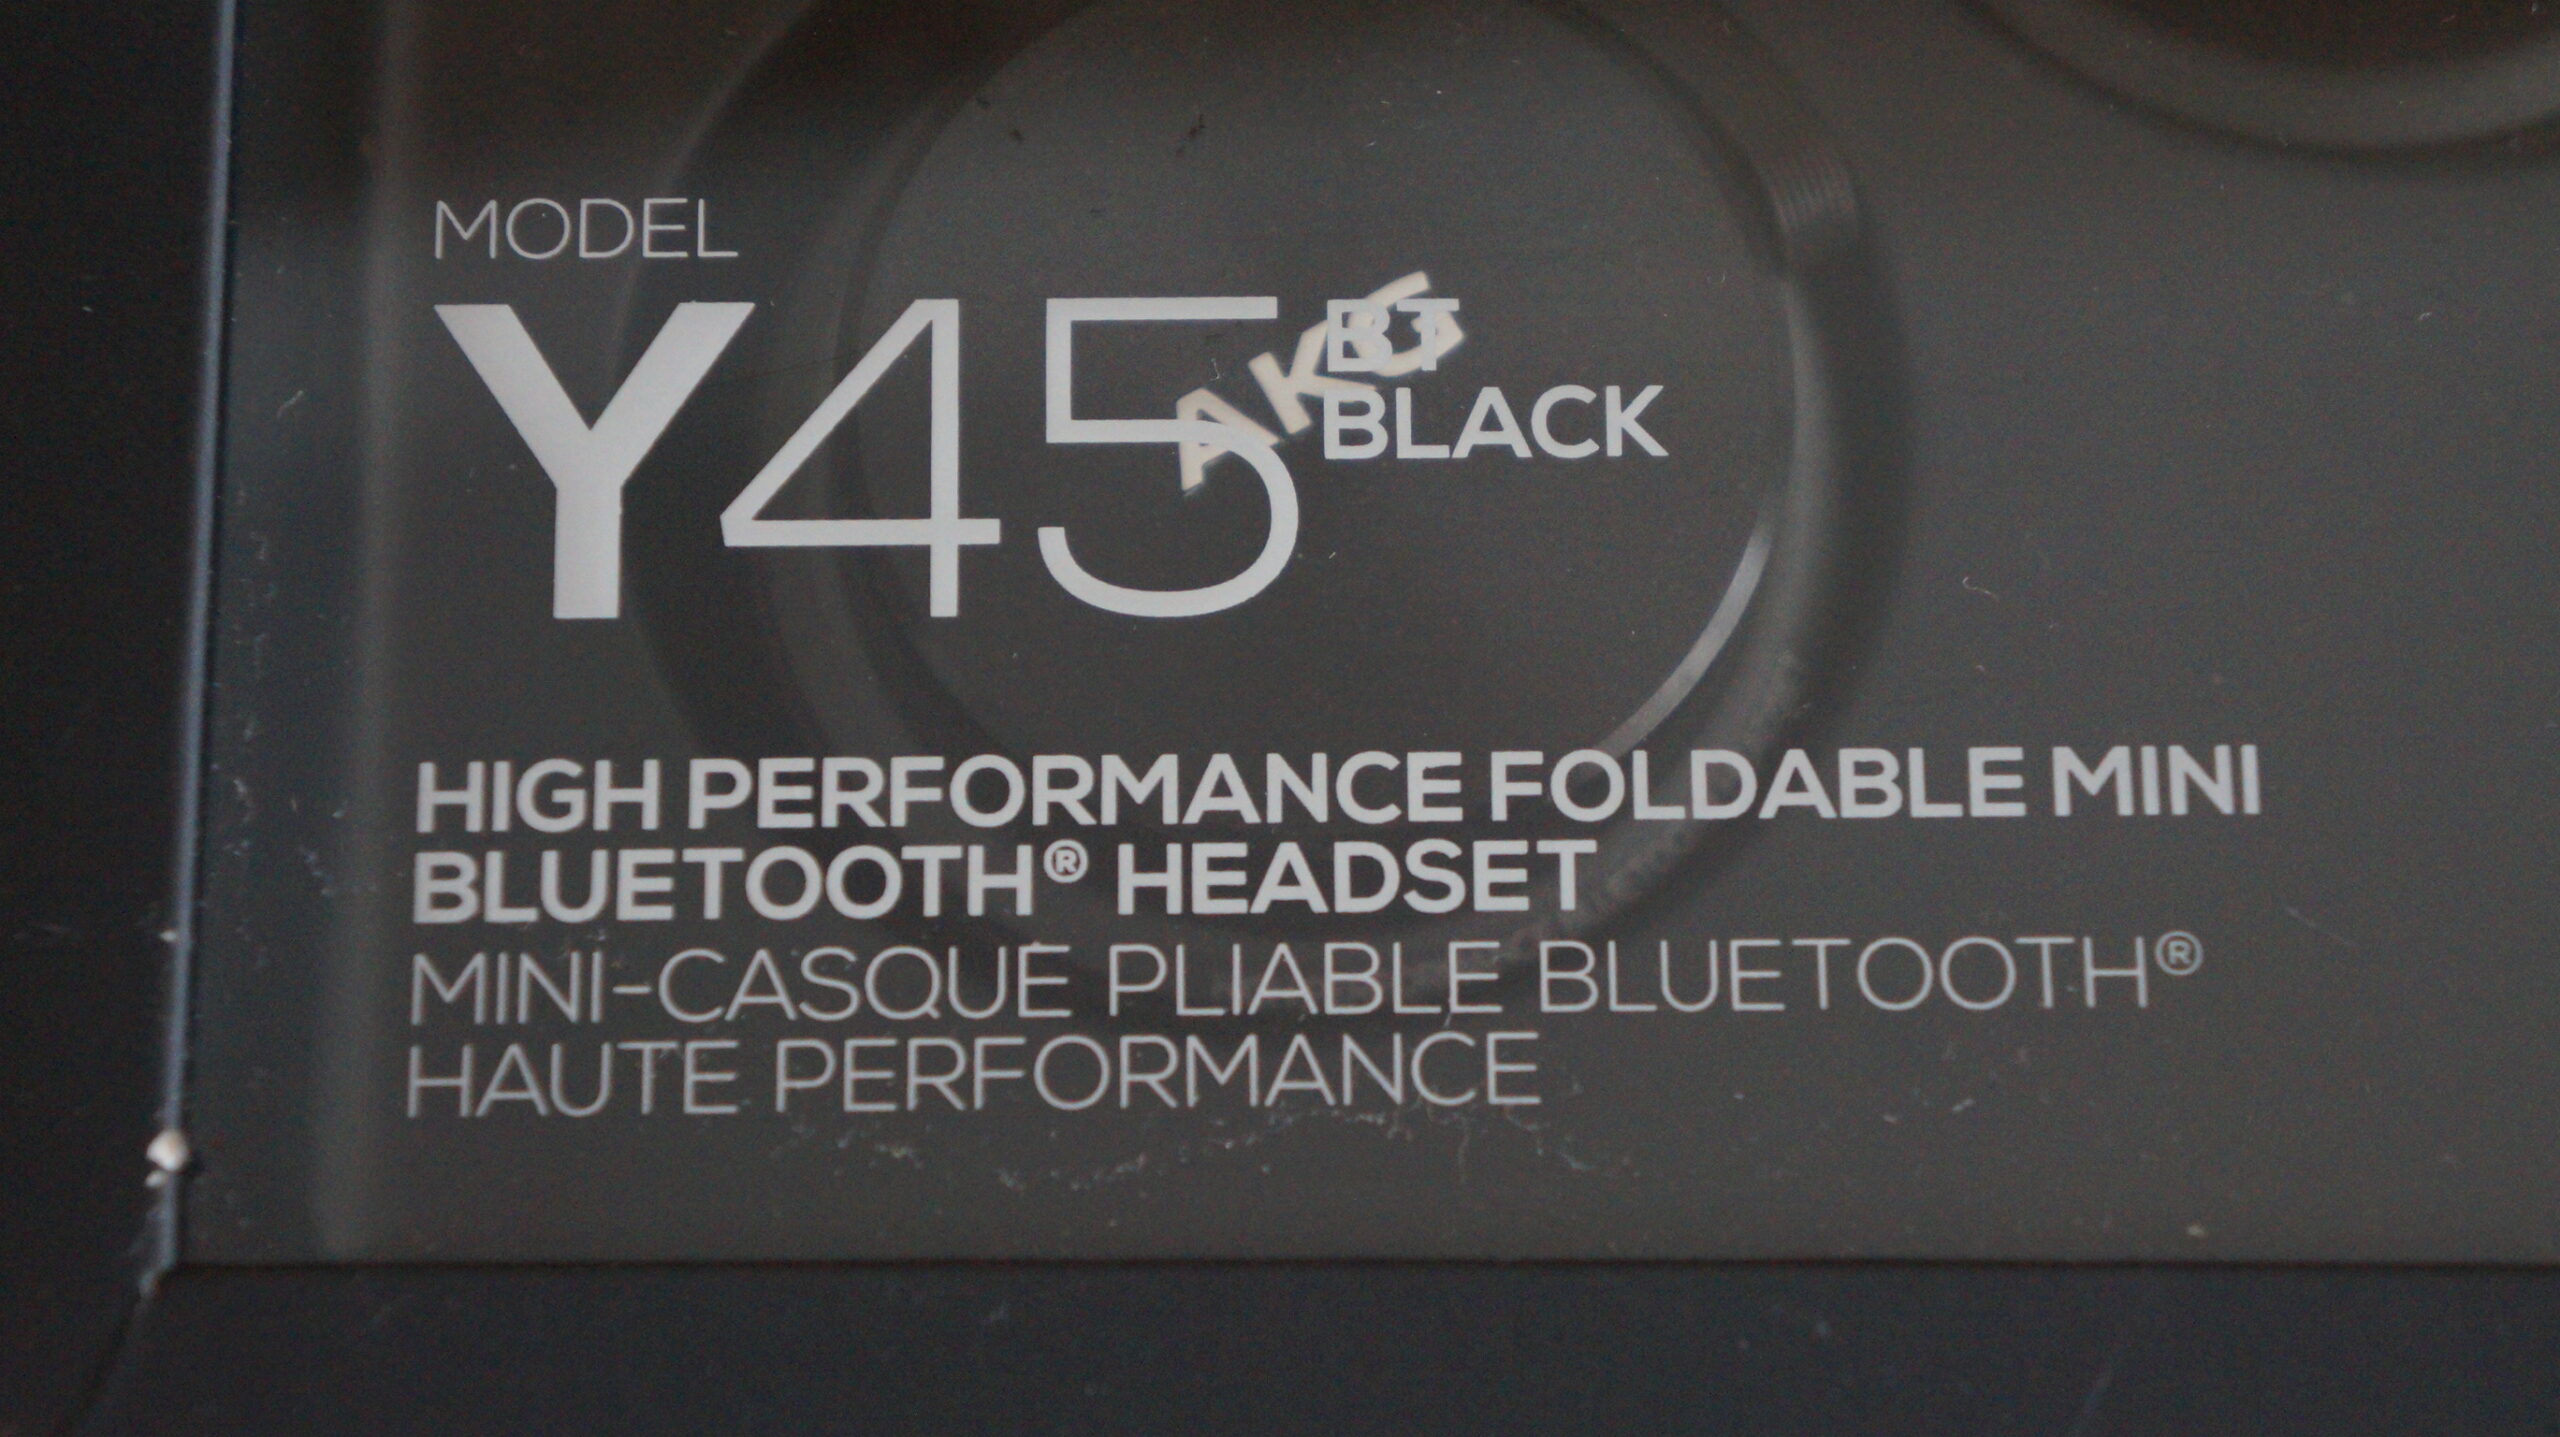 MODEL
Y45 BT
BLACK
AKG
HIGH PERFORMANCE FOLDABLE MINI
BLUETOOTH® HEADSET
MINI-CASQUE PLIABLE BLUETOOTH®
HAUTE PERFORMANCE